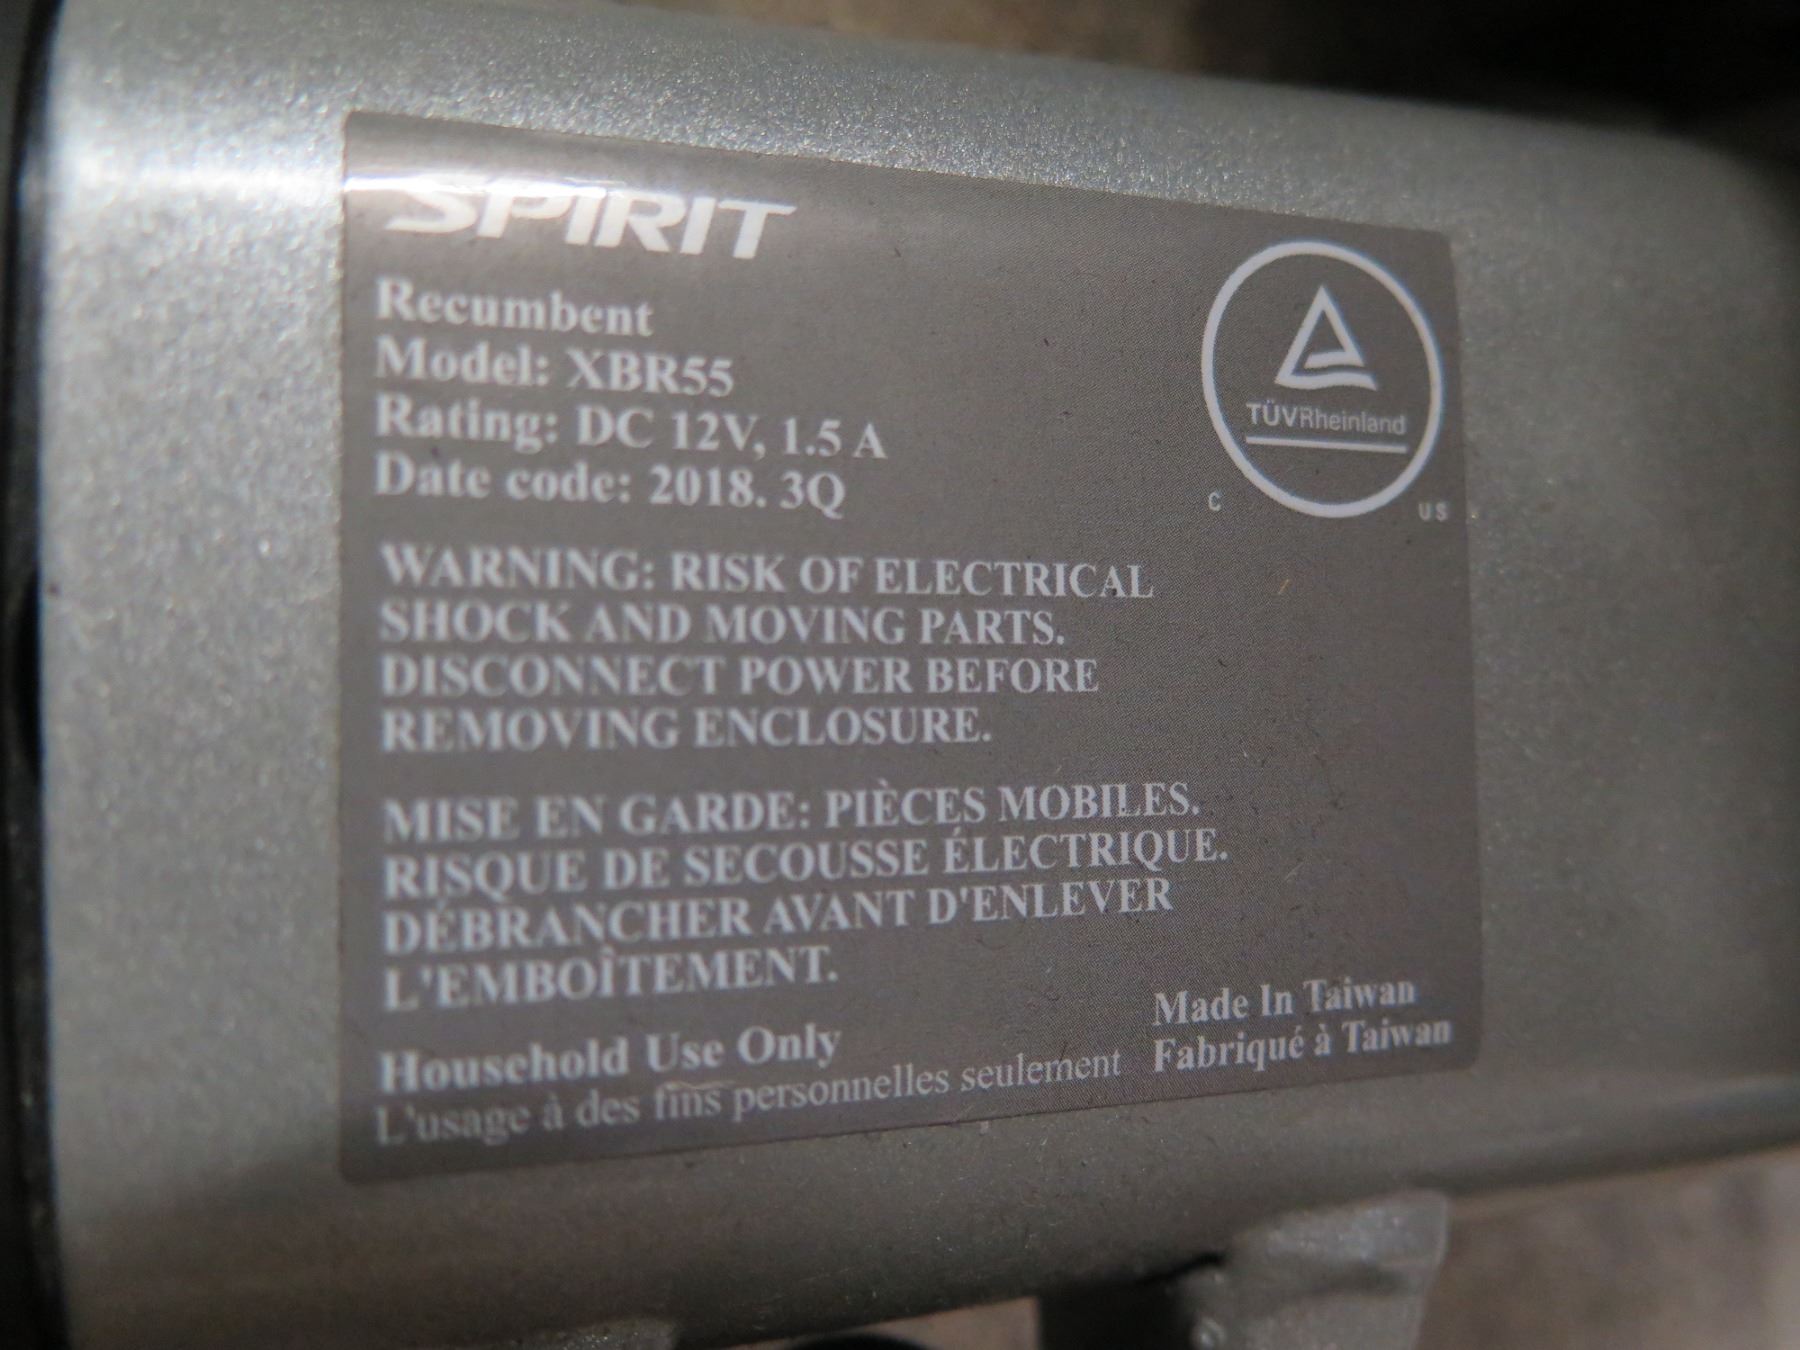 SPIRIT
Recumbent
Model: XBR55
Rating: DC 12V, 1.5 A
Date code: 2018. 3Q
TÜVRheinland
C US
WARNING: RISK OF ELECTRICAL
SHOCK AND MOVING PARTS.
DISCONNECT POWER BEFORE
REMOVING ENCLOSURE.
MISE EN GARDE: PIÈCES MOBILES.
RISQUE DE SECOUSSE ÉLECTRIQUE.
DÉBRANCHER AVANT D'ENLEVER
L'EMBOÎTEMENT.
Household Use Only
L'usage à des fins personnelles seulement
Made In Taiwan
Fabriqué à Taiwan